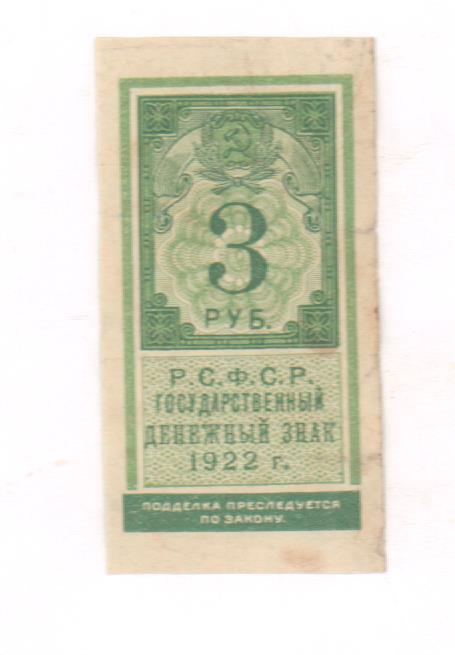 3
РУБ.
Р.С.Ф.С.Р.
ГОСУДАРСТВЕННЫЙ
ДЕНЕЖНЫЙ ЗНАК
1922 г.
ПОДДЕЛКА ПРЕСЛЕДУЕТСЯ
ПО ЗАКОНУ.